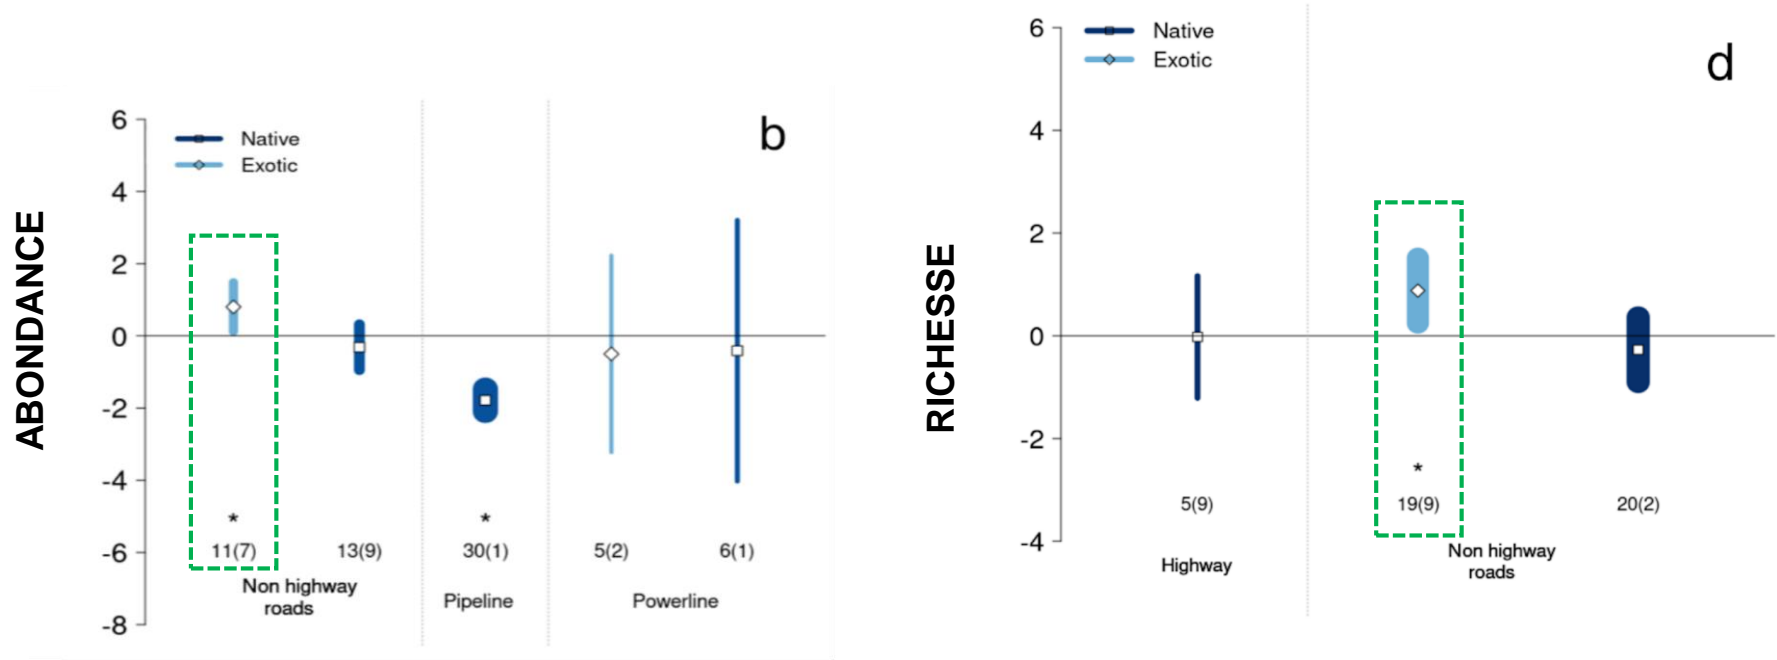 ABONDANCE
b
Native
Exotic
6
4
2
0
-2
-4
-6
-8
*
*
11(7) 13(9) 30(1) 5(2) 6(1)
Non highway
roads
Pipeline
Powerline
RICHESSE
d
Native
Exotic
6
4
2
0
-2
-4
*
5(9) 19(9) 20(2)
Highway
Non highway
roads